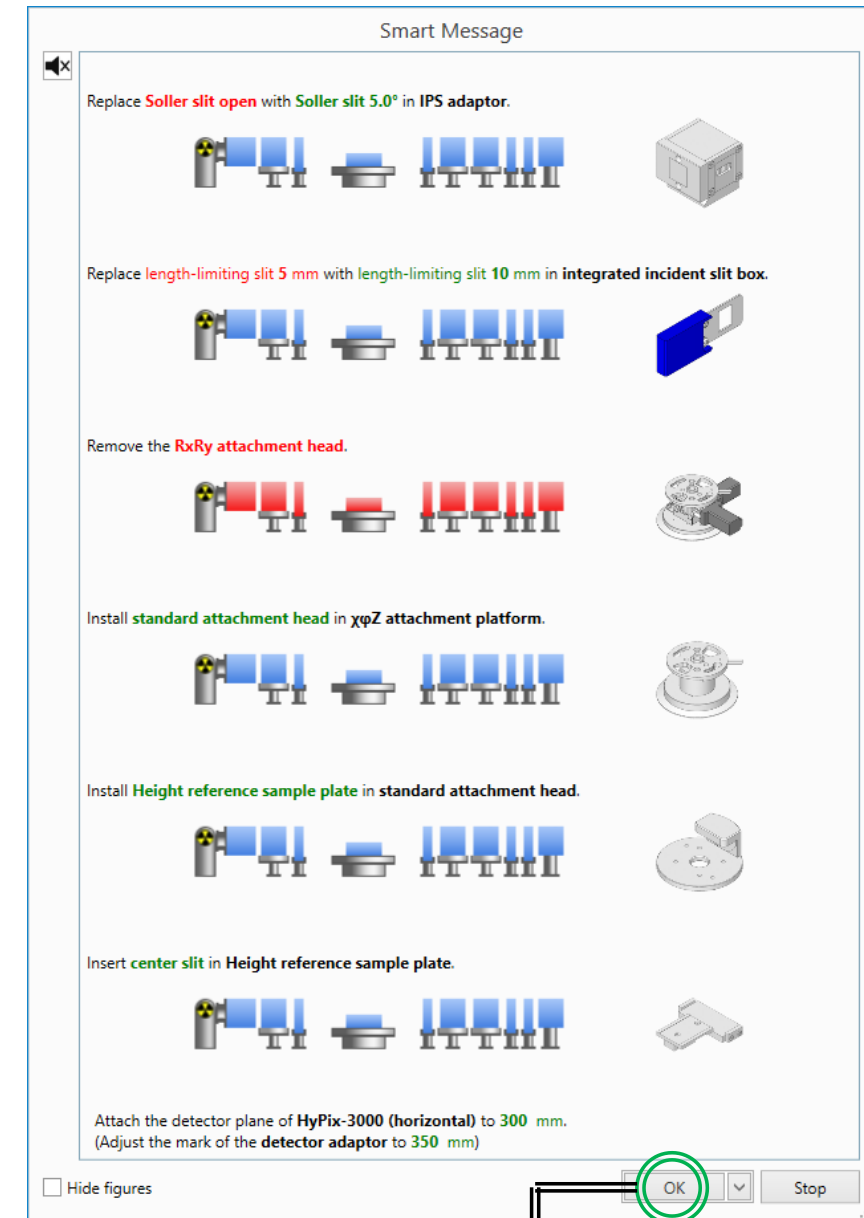 Smart Message
Replace Soller slit open with Soller slit 5.0° in IPS adaptor.
Replace length-limiting slit 5 mm with length-limiting slit 10 mm in integrated incident slit box.
Remove the RxRy attachment head.
Install standard attachment head in χφZ attachment platform.
Install Height reference sample plate in standard attachment head.
Insert center slit in Height reference sample plate.
Attach the detector plane of HyPix-3000 (horizontal) to 300 mm.
(Adjust the mark of the detector adaptor to 350 mm)
Hide figures
OK
Stop